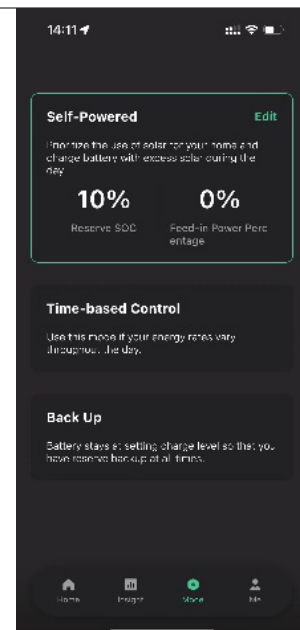 14:11
Self-Powered
Edit
Prioritize the use of solar for your home and
charge battery with excess solar during the
day
10%
0%
Reserve SOC
Feed-in Power Perc
entage
Time-based Control
Use this mode if your energy rates vary
throughout the day.
Back Up
Battery stays at setting charge level so that you
have reserve backup at all times.
Home
Insight
Mode
Me